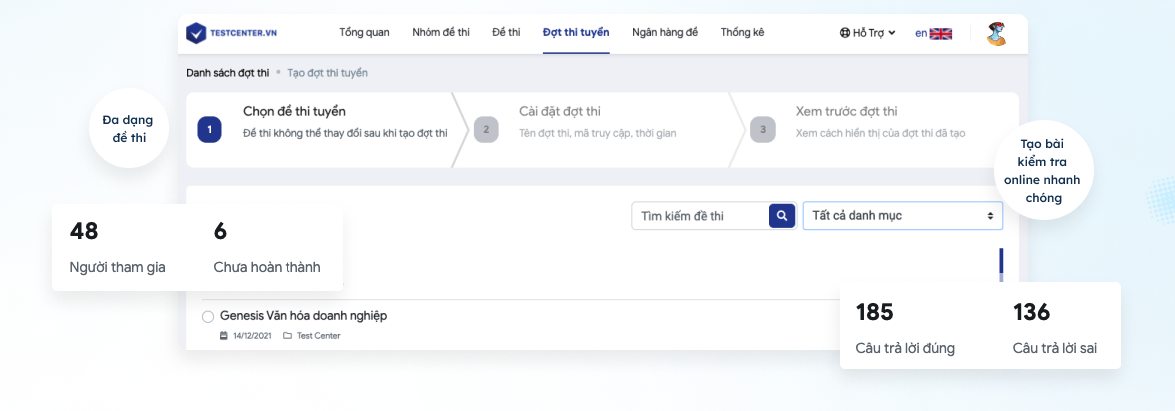 TESTCENTER.VN
Tổng quan
Nhóm đề thi
Đề thi
Đợt thi tuyển
Ngân hàng đề
Thống kê
Hỗ Trợ
en
Danh sách đợt thi • Tạo đợt thi tuyển
Đa dạng
đề thi
1
Chọn đề thi tuyển
Đề thi không thể thay đổi sau khi tạo đợt thi
2
Cài đặt đợt thi
Tên đợt thi, mã truy cập, thời gian
3
Xem trước đợt thi
Xem cách hiển thị của đợt thi đã tạo
Tạo bài
kiểm tra
online nhanh
chóng
Tìm kiếm đề thi
Tất cả danh mục
48
Người tham gia
6
Chưa hoàn thành
Genesis Văn hóa doanh nghiệp
14/12/2021 Test Center
185
Câu trả lời đúng
136
Câu trả lời sai